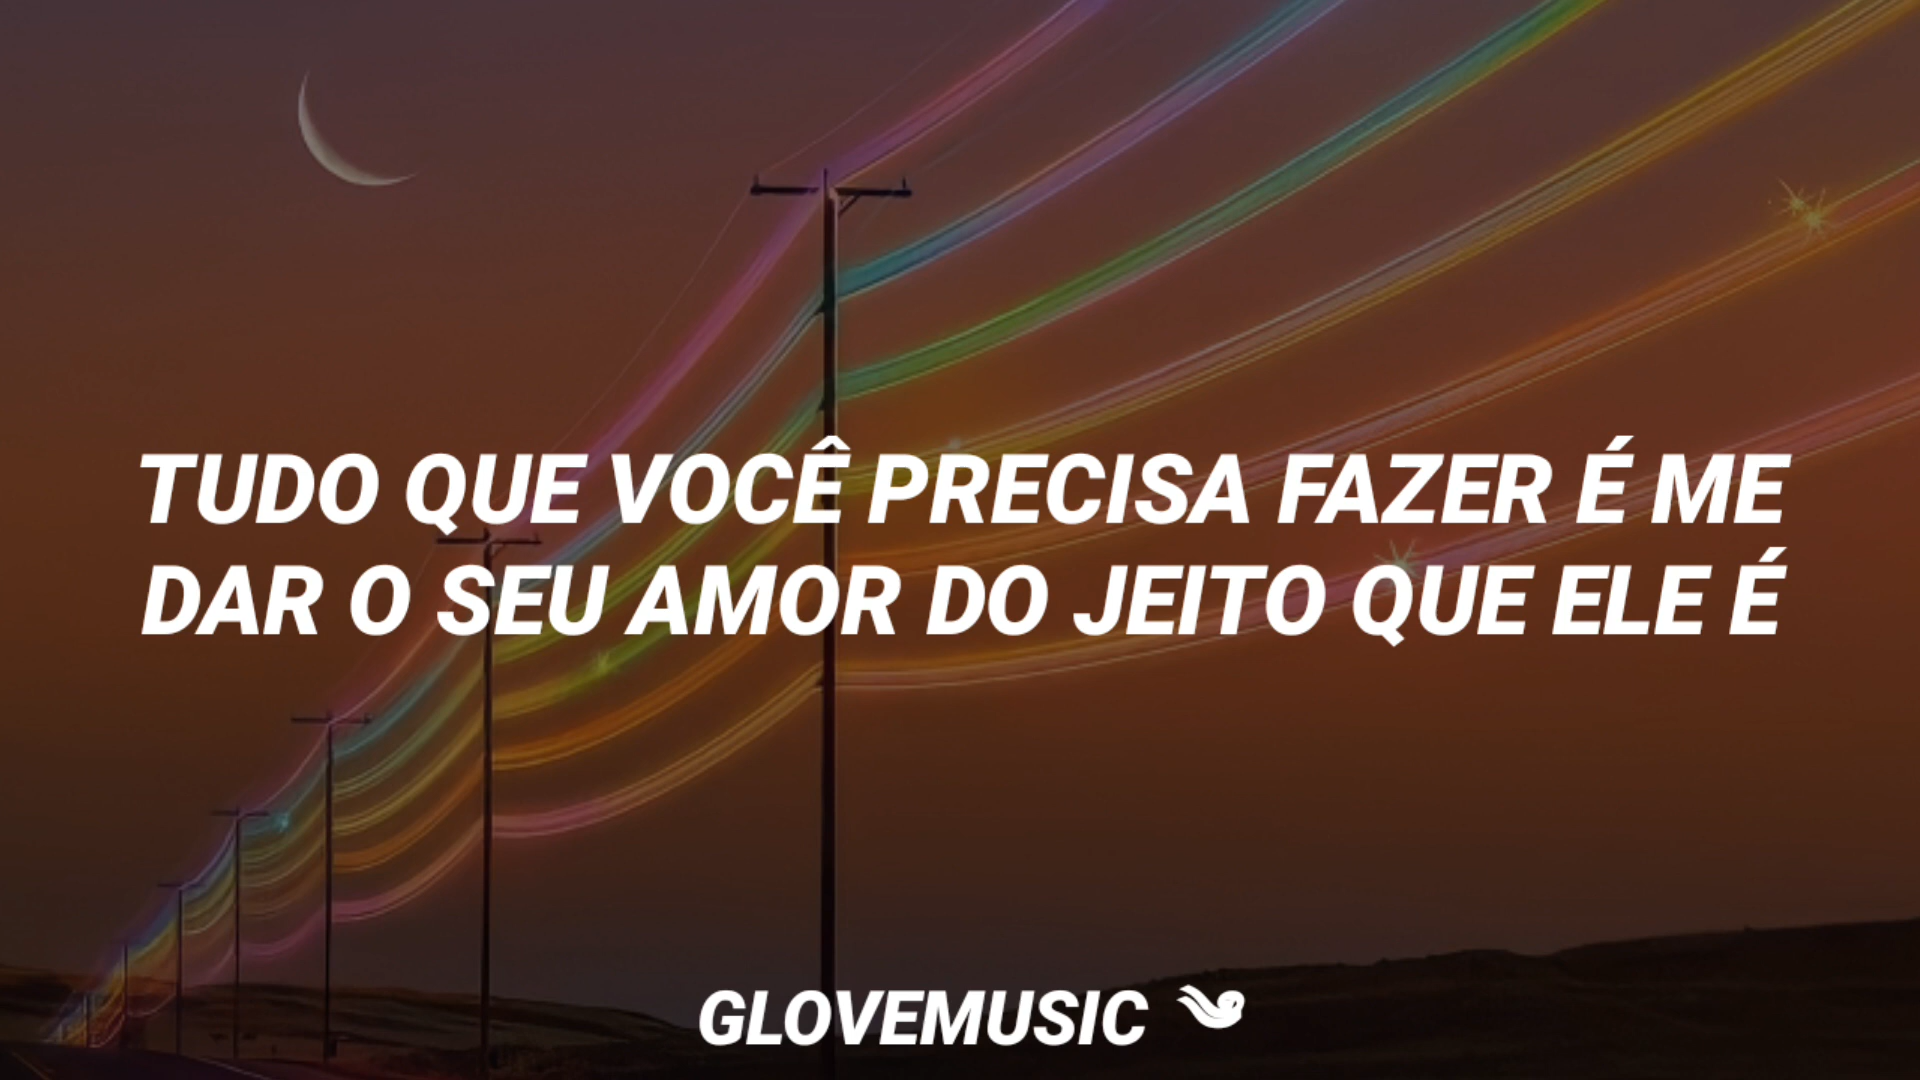 TUDO QUE VOCÊ PRECISA FAZER É ME
DAR O SEU AMOR DO JEITO QUE ELE É
GLOVEMUSIC